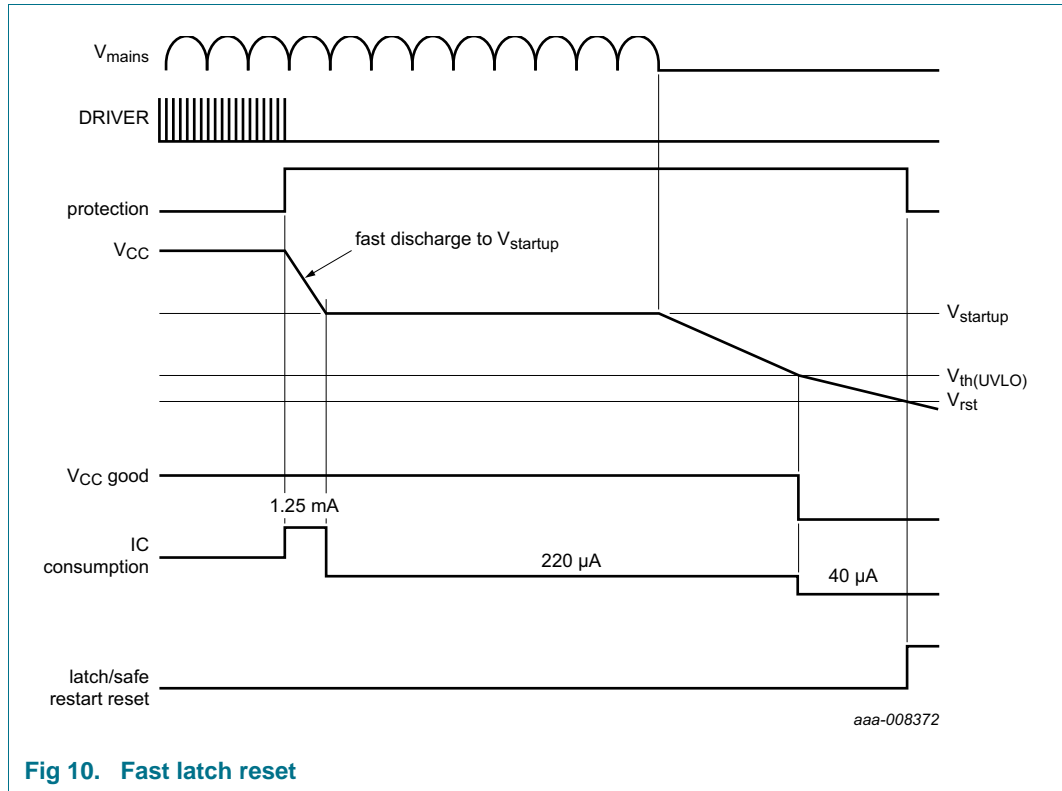 Vmains
DRIVER
protection
VCC
fast discharge to Vstartup
Vstartup
Vth(UVLO)
Vrst
VCC good
1.25 mA
IC
consumption
220 µA
40 µA
latch/safe
restart reset
aaa-008372
Fig 10. Fast latch reset